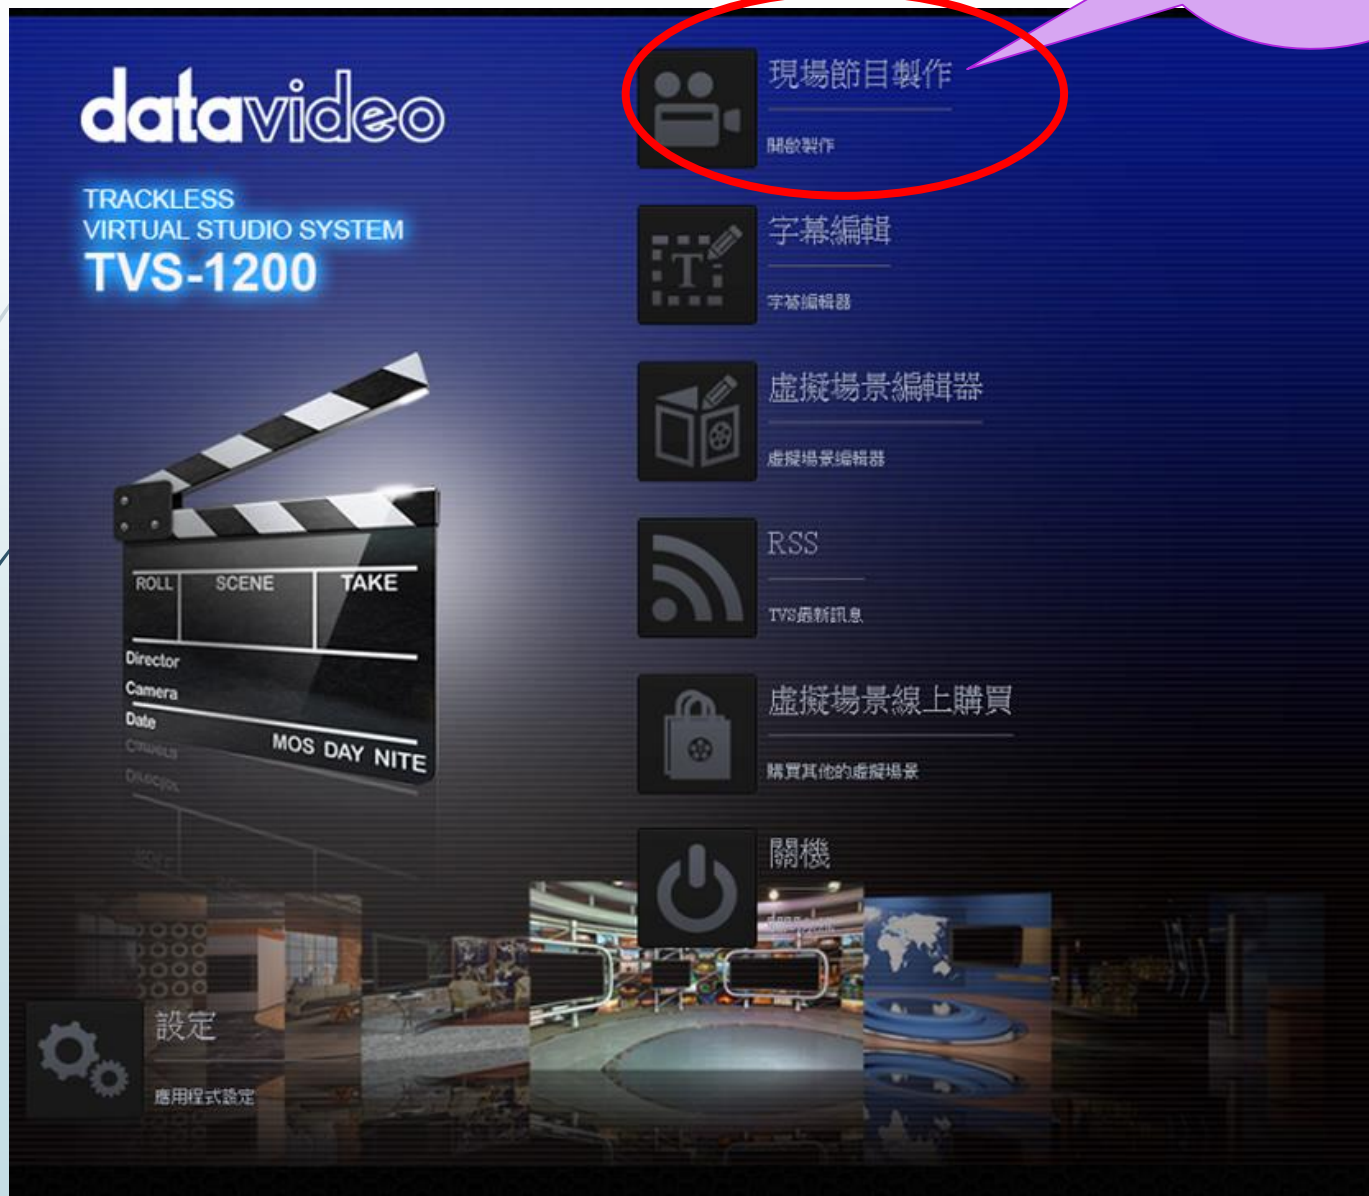 datavideo
TRACKLESS
VIRTUAL STUDIO SYSTEM
TVS-1200
現場節目製作
開啟製作
字幕編輯
字幕編輯器
虛擬場景編輯器
虛擬場景編輯器
RSS
TVS最新訊息
虛擬場景線上購買
購買其他的虛擬場景
關機
ROLL
SCENE
TAKE
Director
Camera
Date
MOS DAY NITE
設定
應用程式設定